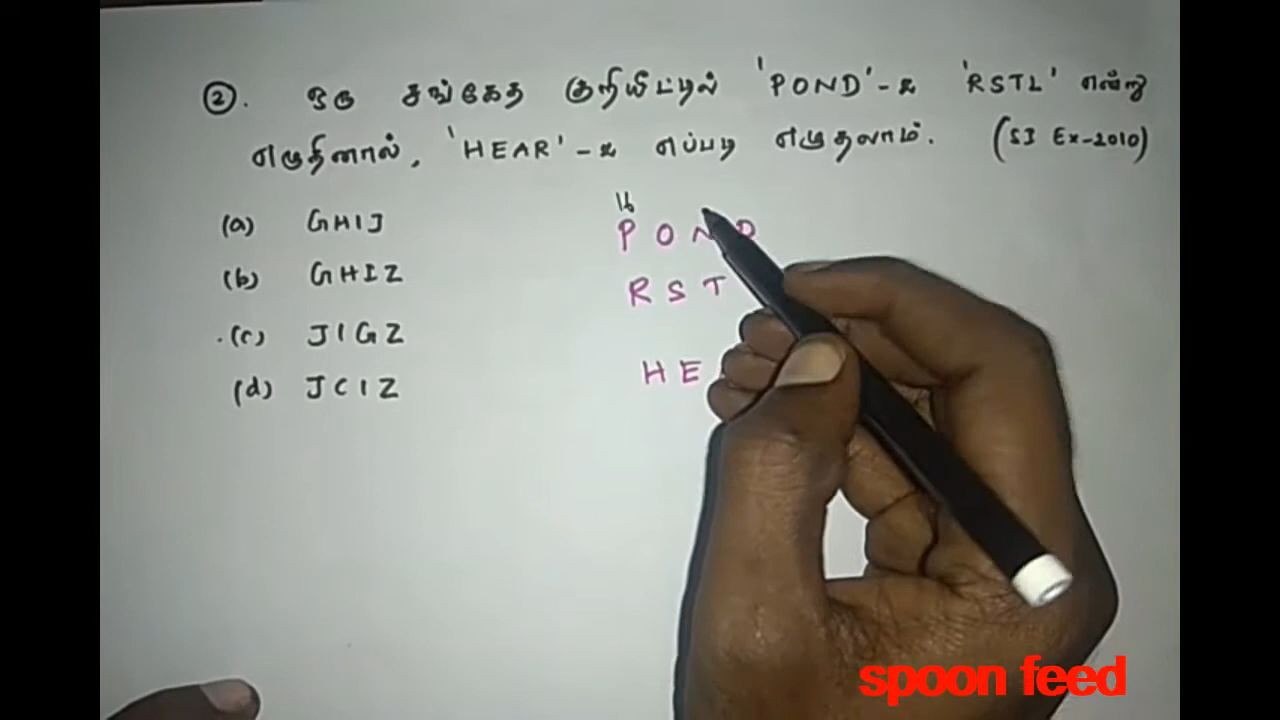 ②. ஒரு சங்கேத குறியீட்டில் 'POND'-ஐ 'RSTL' என்று
எழுதினால், 'HEAR'-ஐ எப்படி எழுதலாம். (SI Ex-2010)
(a) GHIJ
(b) GHIZ
(c) JIGZ
(d) JCIZ
16
P O N D
R S T
H E
spoon feed